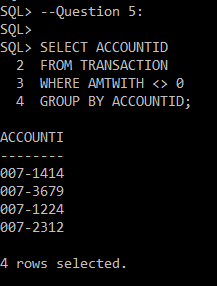 SQL> --Question 5:
SQL>
SQL> SELECT ACCOUNTID
2 FROM TRANSACTION
3 WHERE AMTWITH <> 0
4 GROUP BY ACCOUNTID;
ACCOUNTI
--------
007-1414
007-3679
007-1224
007-2312
4 rows selected.